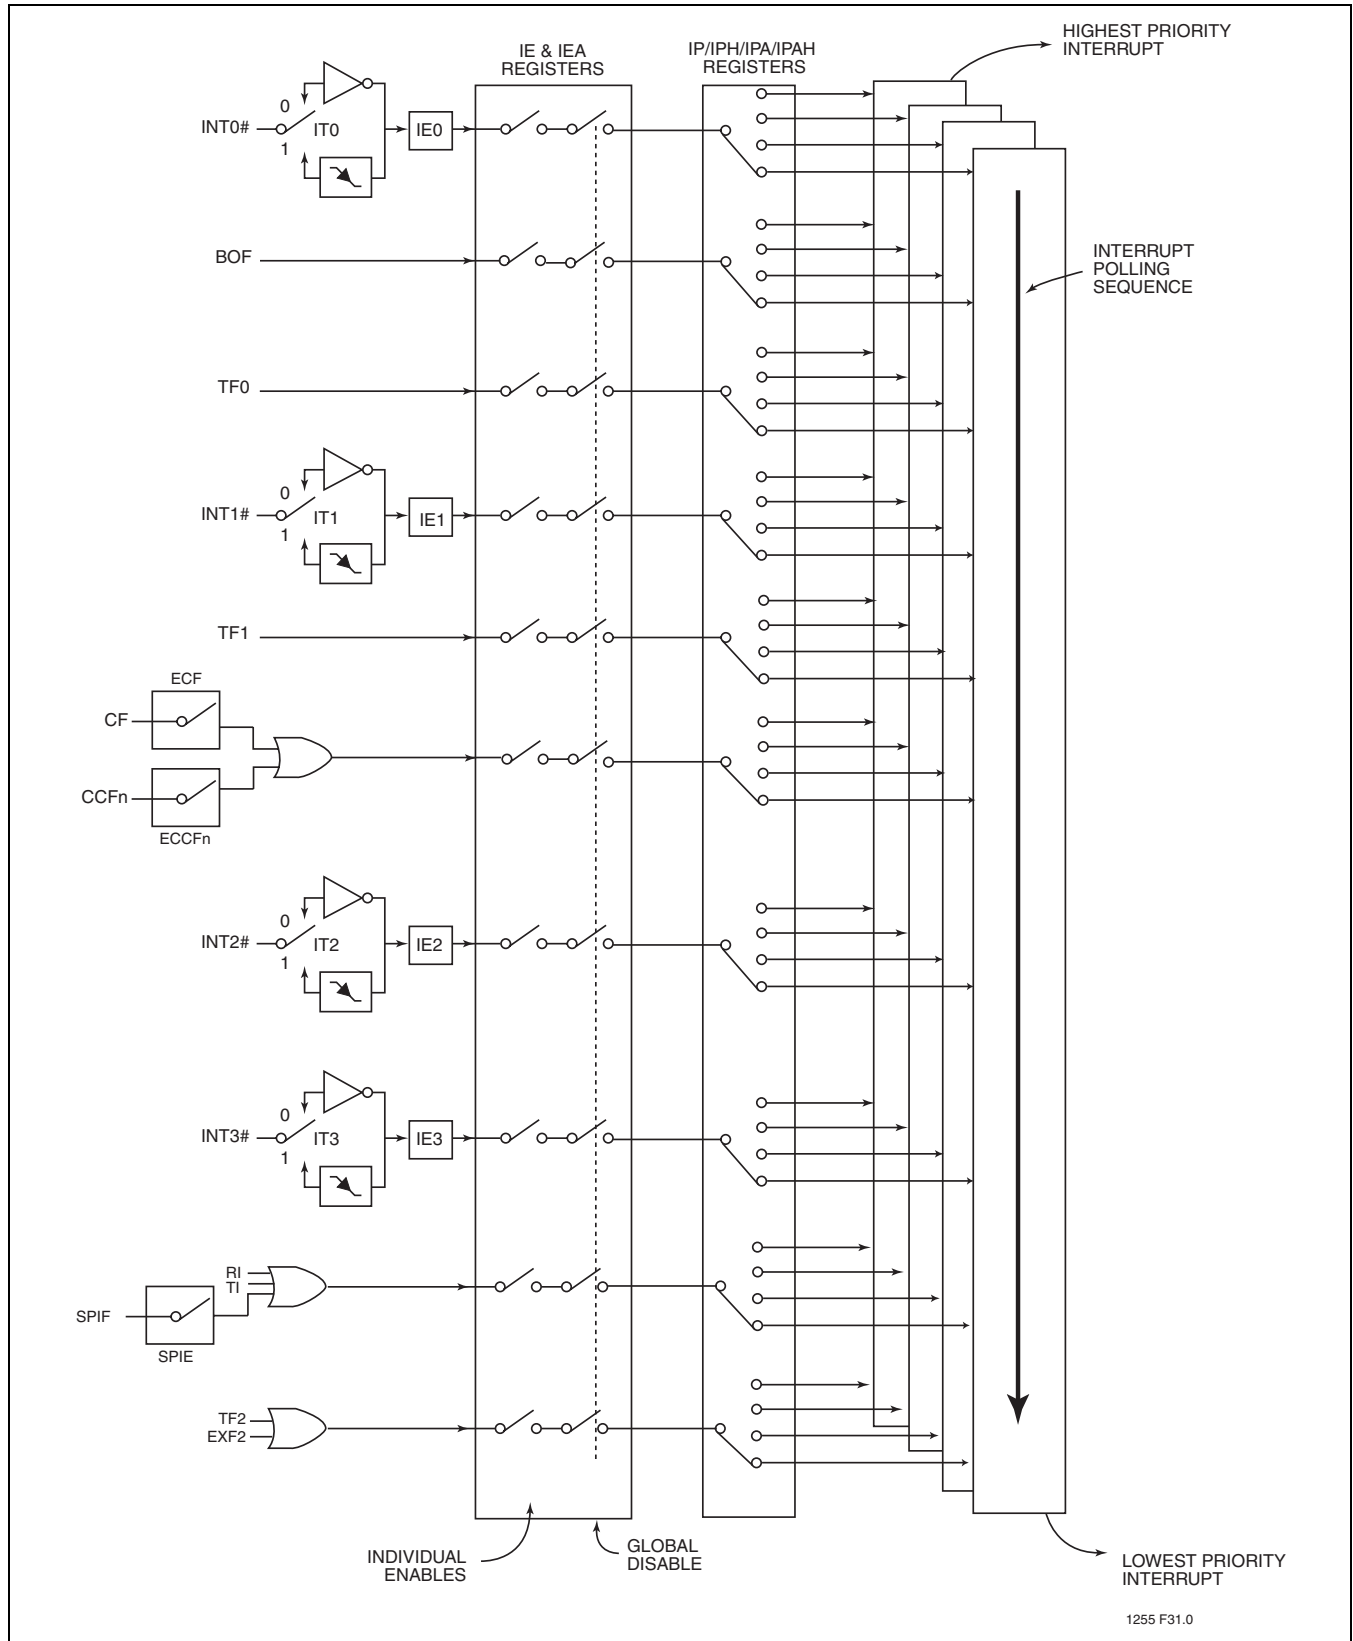 HIGHEST PRIORITY
INTERRUPT
IE & IEA
REGISTERS
IP/IPH/IPA/IPAH
REGISTERS
0
INT0#
IT0
IE0
1
BOF
INTERRUPT
POLLING
SEQUENCE
TF0
0
INT1#
IT1
IE1
1
TF1
ECF
CF
CCFn
ECCFn
0
INT2#
IT2
IE2
1
0
INT3#
IT3
IE3
1
RI
TI
SPIF
SPIE
TF2
EXF2
INDIVIDUAL
ENABLES
GLOBAL
DISABLE
LOWEST PRIORITY
INTERRUPT
1255 F31.0